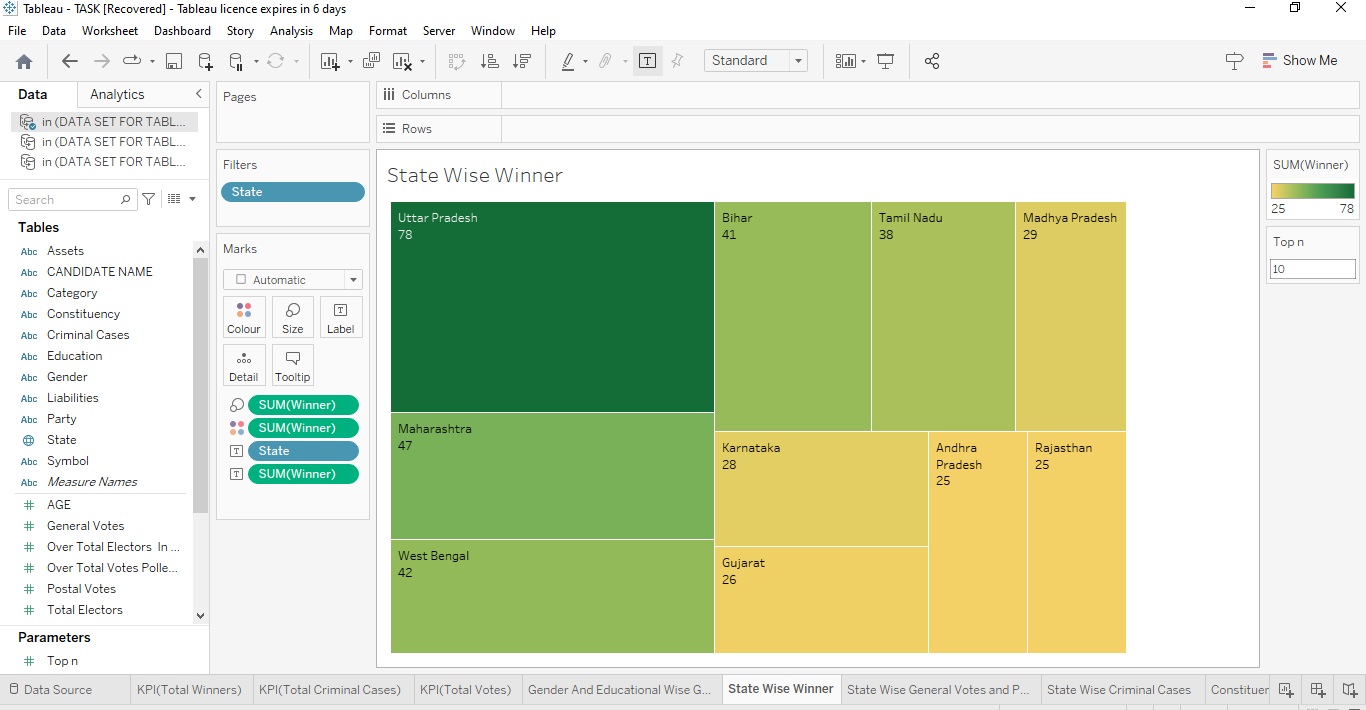 Tableau - TASK [Recovered] - Tableau licence expires in 6 days
File Data Worksheet Dashboard Story Analysis Map Format Server Window Help
Standard
Show Me
Data Analytics
in (DATA SET FOR TABL...
in (DATA SET FOR TABL...
in (DATA SET FOR TABL...
Search
Tables
Abc Assets
Abc CANDIDATE NAME
Abc Category
Abc Constituency
Abc Criminal Cases
Abc Education
Abc Gender
Abc Liabilities
Abc Party
State
Abc Symbol
Abc Measure Names
# AGE
# General Votes
# Over Total Electors In ...
# Over Total Votes Polle...
# Postal Votes
# Total Electors
Parameters
# Top n
Pages
Filters
State
Marks
Automatic
Colour Size Label
Detail Tooltip
SUM(Winner)
SUM(Winner)
State
SUM(Winner)
Columns
Rows
State Wise Winner
Uttar Pradesh
78
Maharashtra
47
West Bengal
42
Bihar
41
Tamil Nadu
38
Madhya Pradesh
29
Karnataka
28
Gujarat
26
Andhra
Pradesh
25
Rajasthan
25
SUM(Winner)
25 78
Top n
10
Data Source KPI(Total Winners) KPI(Total Criminal Cases) KPI(Total Votes) Gender And Educational Wise G... State Wise Winner State Wise General Votes and P... State Wise Criminal Cases Constituer